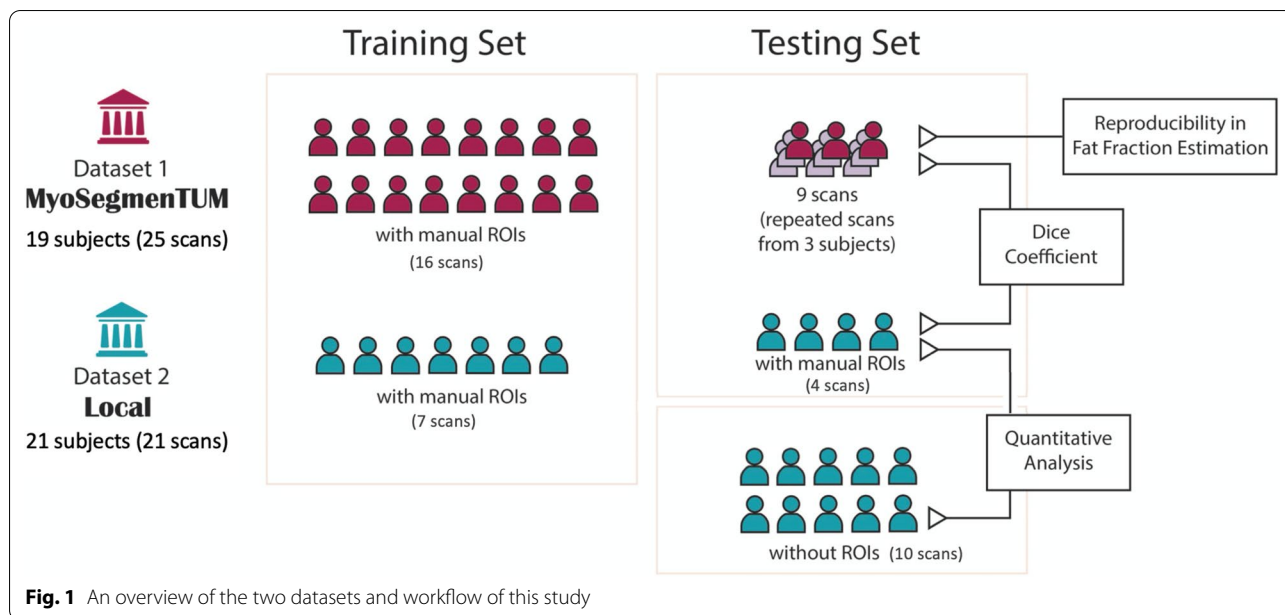 Training Set
Testing Set
Dataset 1
MyoSegmenTUM
19 subjects (25 scans)
with manual ROIs
(16 scans)
9 scans
(repeated scans
from 3 subjects)
Reproducibility in
Fat Fraction Estimation
Dice
Coefficient
Dataset 2
Local
21 subjects (21 scans)
with manual ROIs
(7 scans)
with manual ROIs
(4 scans)
Quantitative
Analysis
without ROIs (10 scans)
Fig. 1 An overview of the two datasets and workflow of this study